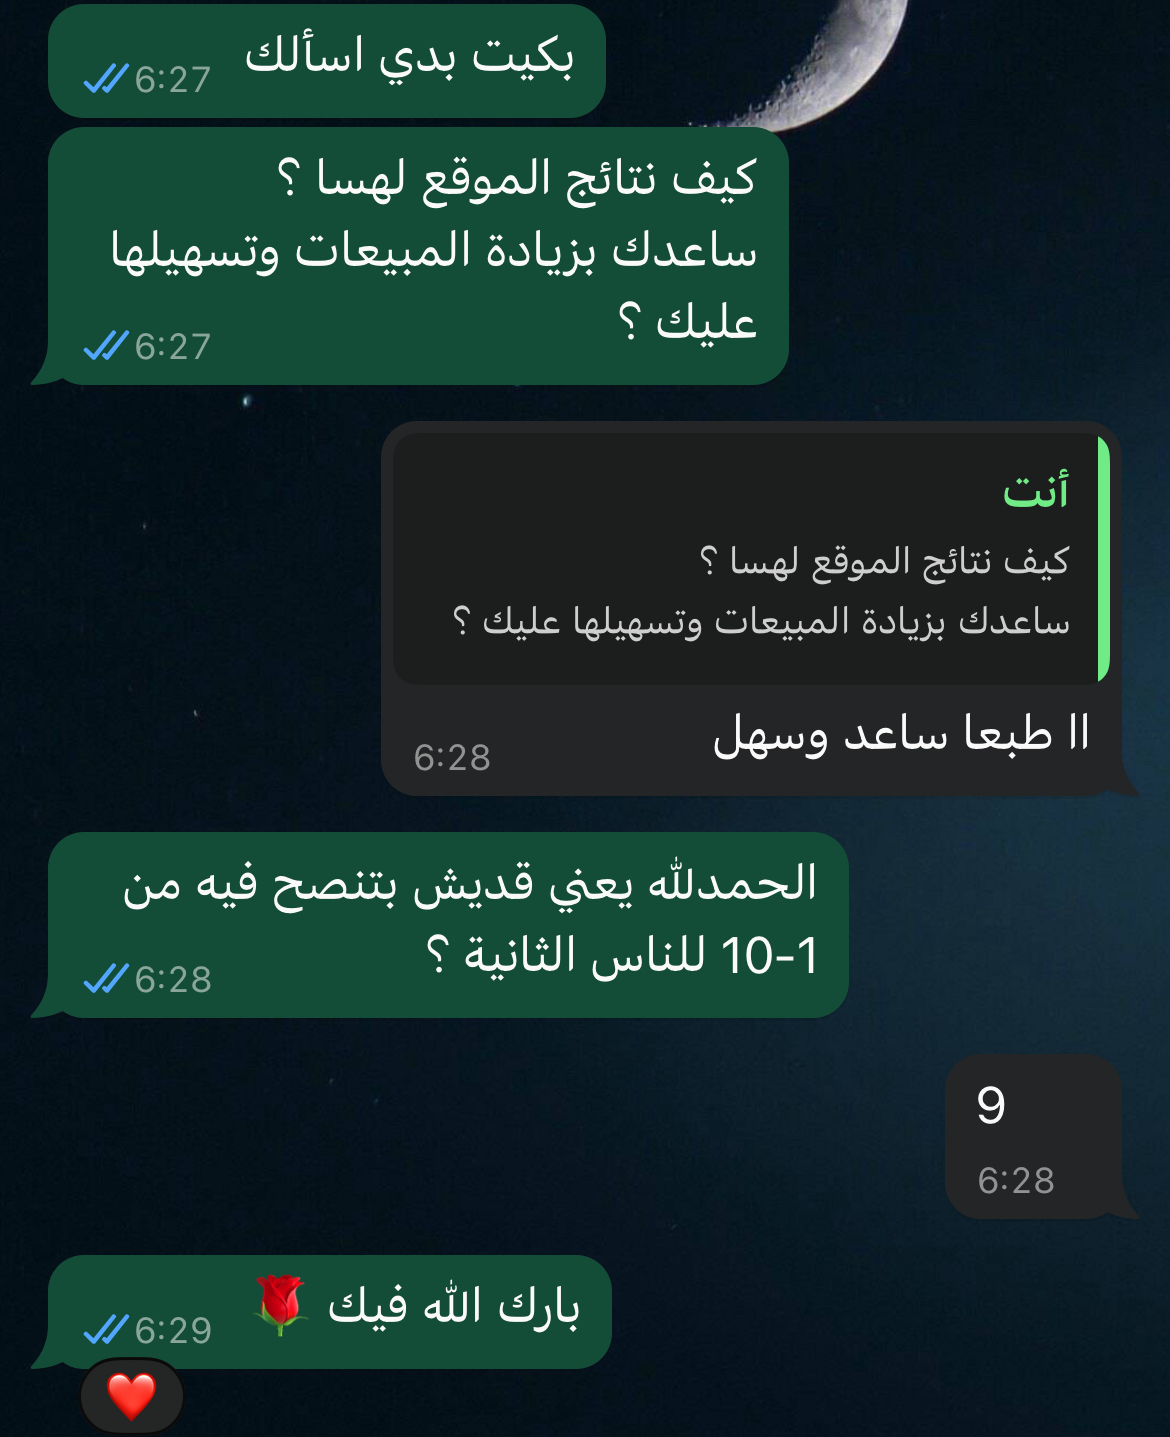 بكيت بدي اسألك
6:27
كيف نتائج الموقع لهسا ؟
ساعدك بزيادة المبيعات وتسهيلها
عليك ؟
6:27
أنت
كيف نتائج الموقع لهسا ؟
ساعدك بزيادة المبيعات وتسهيلها عليك ؟
اا طبعا ساعد وسهل
6:28
الحمدلله يعني قديش بتنصح فيه من
1-10 للناس الثانية ؟
6:28
9
6:28
بارك الله فيك 🌹
6:29
❤️